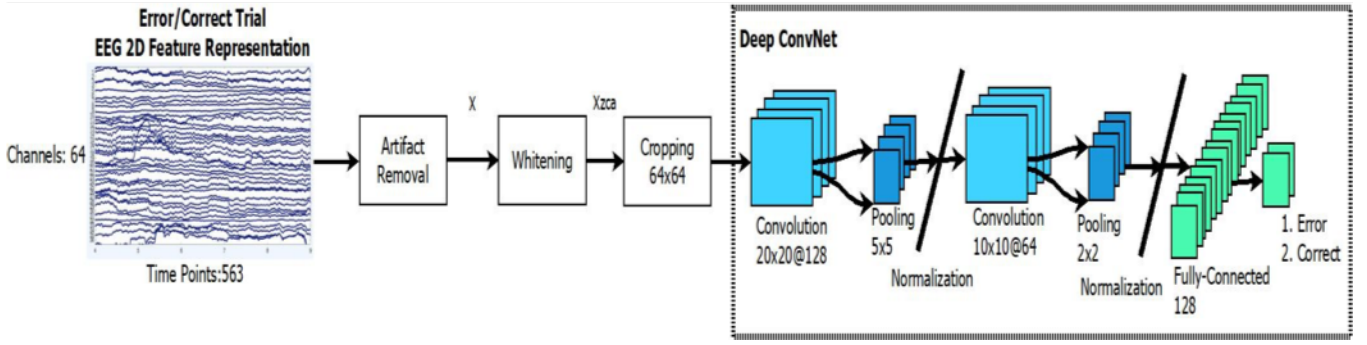 Error/Correct Trial
EEG 2D Feature Representation
Channels: 64
Time Points:563
Artifact
Removal
X
Whitening
Xzca
Cropping
64x64
Deep ConvNet
Convolution
20x20@128
Pooling
5x5
Normalization
Convolution
10x10@64
Pooling
2x2
Normalization
Fully-Connected
128
1. Error
2. Correct